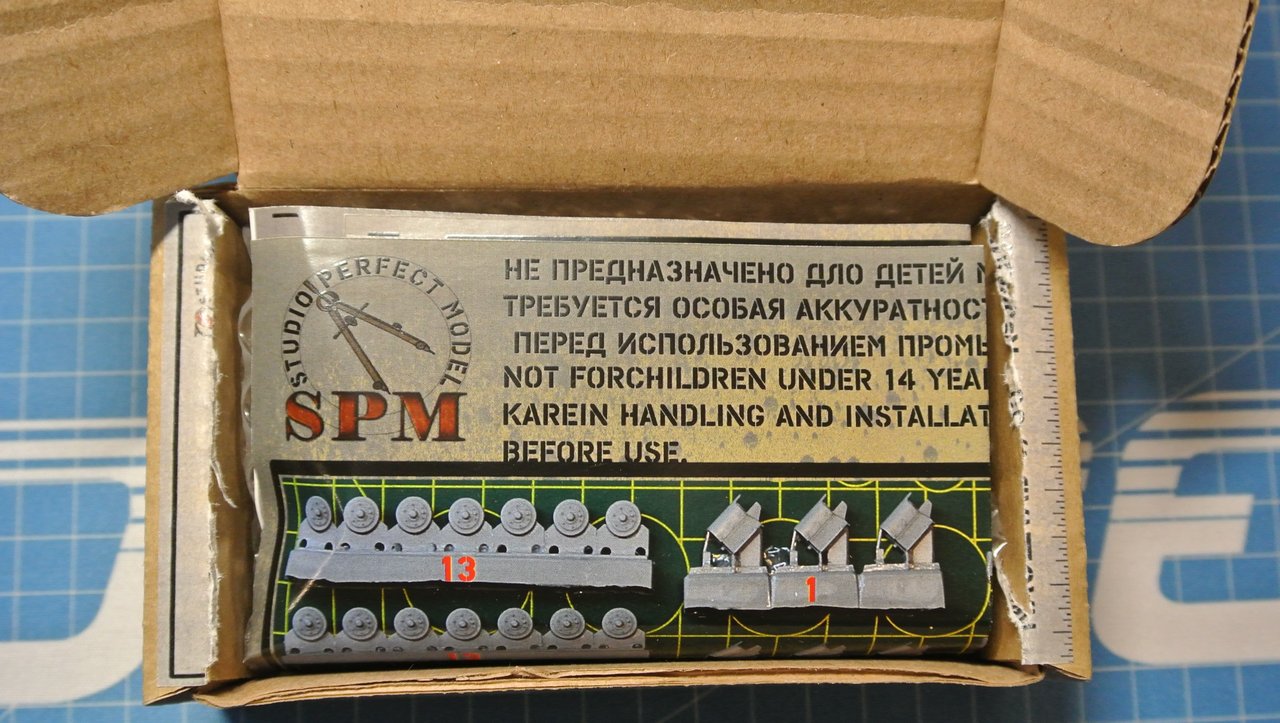 STUDIO PERFECT MODEL
SPM
НЕ ПРЕДНАЗНАЧЕНО ДЛО ДЕТЕЙ
ТРЕБУЕТСЯ ОСОБАЯ АККУРАТНОСТ
ПЕРЕД ИСПОЛЬЗОВАНИЕМ ПРОМЫ
NOT FORCHILDREN UNDER 14 YEA
KAREIN HANDLING AND INSTALLAT
BEFORE USE.
13
1